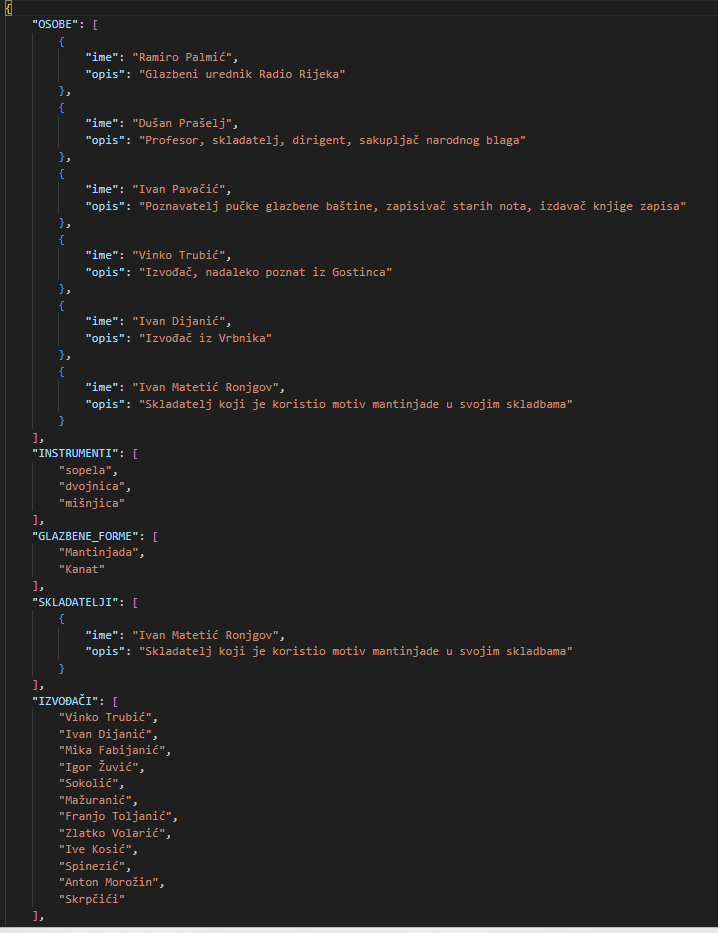 {
"OSOBE": [
{
"ime": "Ramiro Palmić",
"opis": "Glazbeni urednik Radio Rijeka"
},
{
"ime": "Dušan Prašelj",
"opis": "Profesor, skladatelj, dirigent, sakupljač narodnog blaga"
},
{
"ime": "Ivan Pavačić",
"opis": "Poznavatelj pučke glazbene baštine, zapisivač starih nota, izdavač knjige zapisa"
},
{
"ime": "Vinko Trubić",
"opis": "Izvođač, nadaleko poznat iz Gostinca"
},
{
"ime": "Ivan Dijanić",
"opis": "Izvođač iz Vrbnika"
},
{
"ime": "Ivan Matetić Ronjgov",
"opis": "Skladatelj koji je koristio motiv mantinjade u svojim skladbama"
}
],
"INSTRUMENTI": [
"sopela",
"dvojnica",
"mišnjica"
],
"GLAZBENE_FORME": [
"Mantinjada",
"Kanat"
],
"SKLADATELJI": [
{
"ime": "Ivan Matetić Ronjgov",
"opis": "Skladatelj koji je koristio motiv mantinjade u svojim skladbama"
}
],
"IZVOĐAČI": [
"Vinko Trubić",
"Ivan Dijanić",
"Mika Fabijanić",
"Igor Žuvić",
"Sokolić",
"Mažuranić",
"Franjo Toljanić",
"Zlatko Volarić",
"Ive Kosić",
"Spinezić",
"Anton Morožin",
"Skrpčići"
],